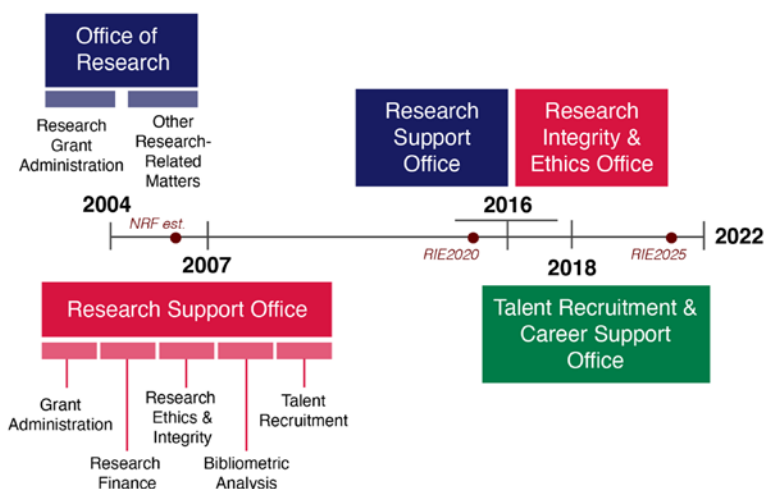 Office of
Research
Research
Grant
Administration
Other
Research-
Related
Matters
Research
Support
Office
Research
Integrity &
Ethics Office
2004
2016
NRF est.
RIE2020
RIE2025
2022
2007
2018
Research Support Office
Grant
Administration
Research
Finance
Research
Ethics &
Integrity
Bibliometric
Analysis
Talent
Recruitment
Talent Recruitment &
Career Support
Office